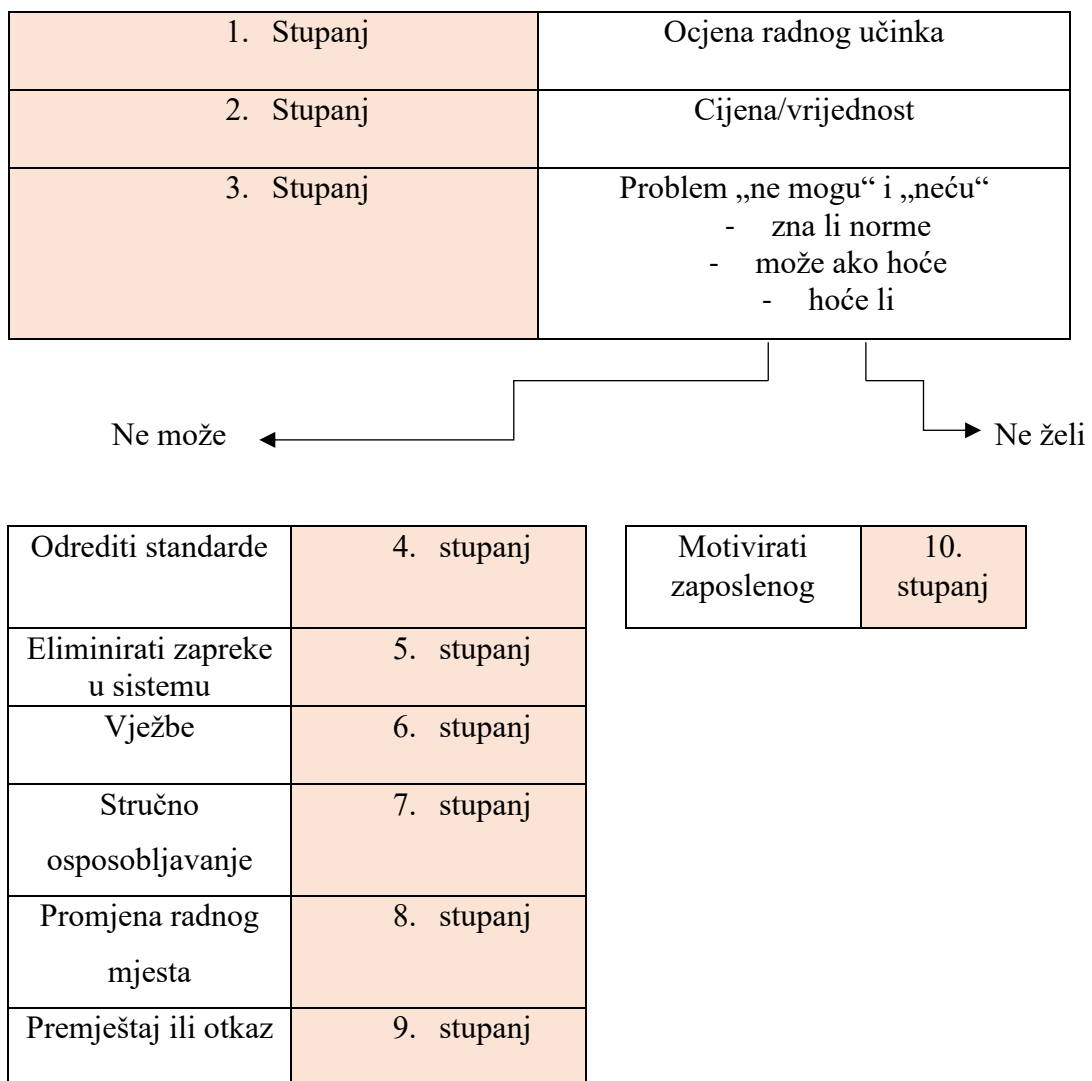 1. Stupanj
Ocjena radnog učinka
2. Stupanj
Cijena/vrijednost
3. Stupanj
Problem „ne mogu“ i „neću“
- zna li norme
- može ako hoće
- hoće li
Ne može
Ne želi
Odrediti standarde
4. stupanj
Eliminirati zapreke
u sistemu
5. stupanj
Vježbe
6. stupanj
Stručno
osposobljavanje
7. stupanj
Promjena radnog
mjesta
8. stupanj
Premještaj ili otkaz
9. stupanj
Motivirati
zaposlenog
10.
stupanj